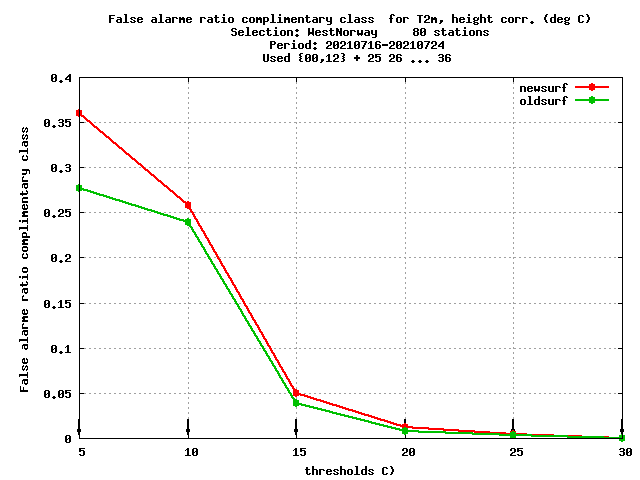 False alarme ratio complimentary class  for T2m, height corr. (deg C)
Selection: WestNorway     80 stations
Period: 20210716-20210724
Used {00,12} + 25 26 ... 36
newsurf
oldsurf
False alarme ratio complimentary class
0.4
0.35
0.3
0.25
0.2
0.15
0.1
0.05
0
5 10 15 20 25 30
thresholds C)